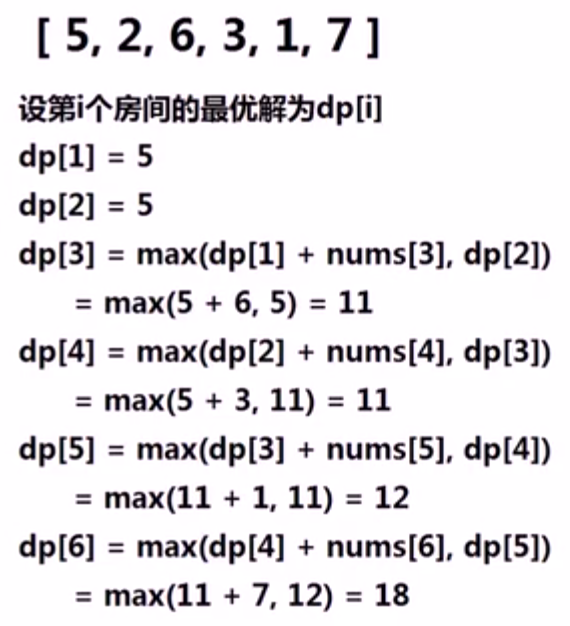 [ 5, 2, 6, 3, 1, 7 ]
设第i个房间的最优解为dp[i]
dp[1] = 5
dp[2] = 5
dp[3] = max(dp[1] + nums[3], dp[2])
= max(5 + 6, 5) = 11
dp[4] = max(dp[2] + nums[4], dp[3])
= max(5 + 3, 11) = 11
dp[5] = max(dp[3] + nums[5], dp[4])
= max(11 + 1, 11) = 12
dp[6] = max(dp[4] + nums[6], dp[5])
= max(11 + 7, 12) = 18